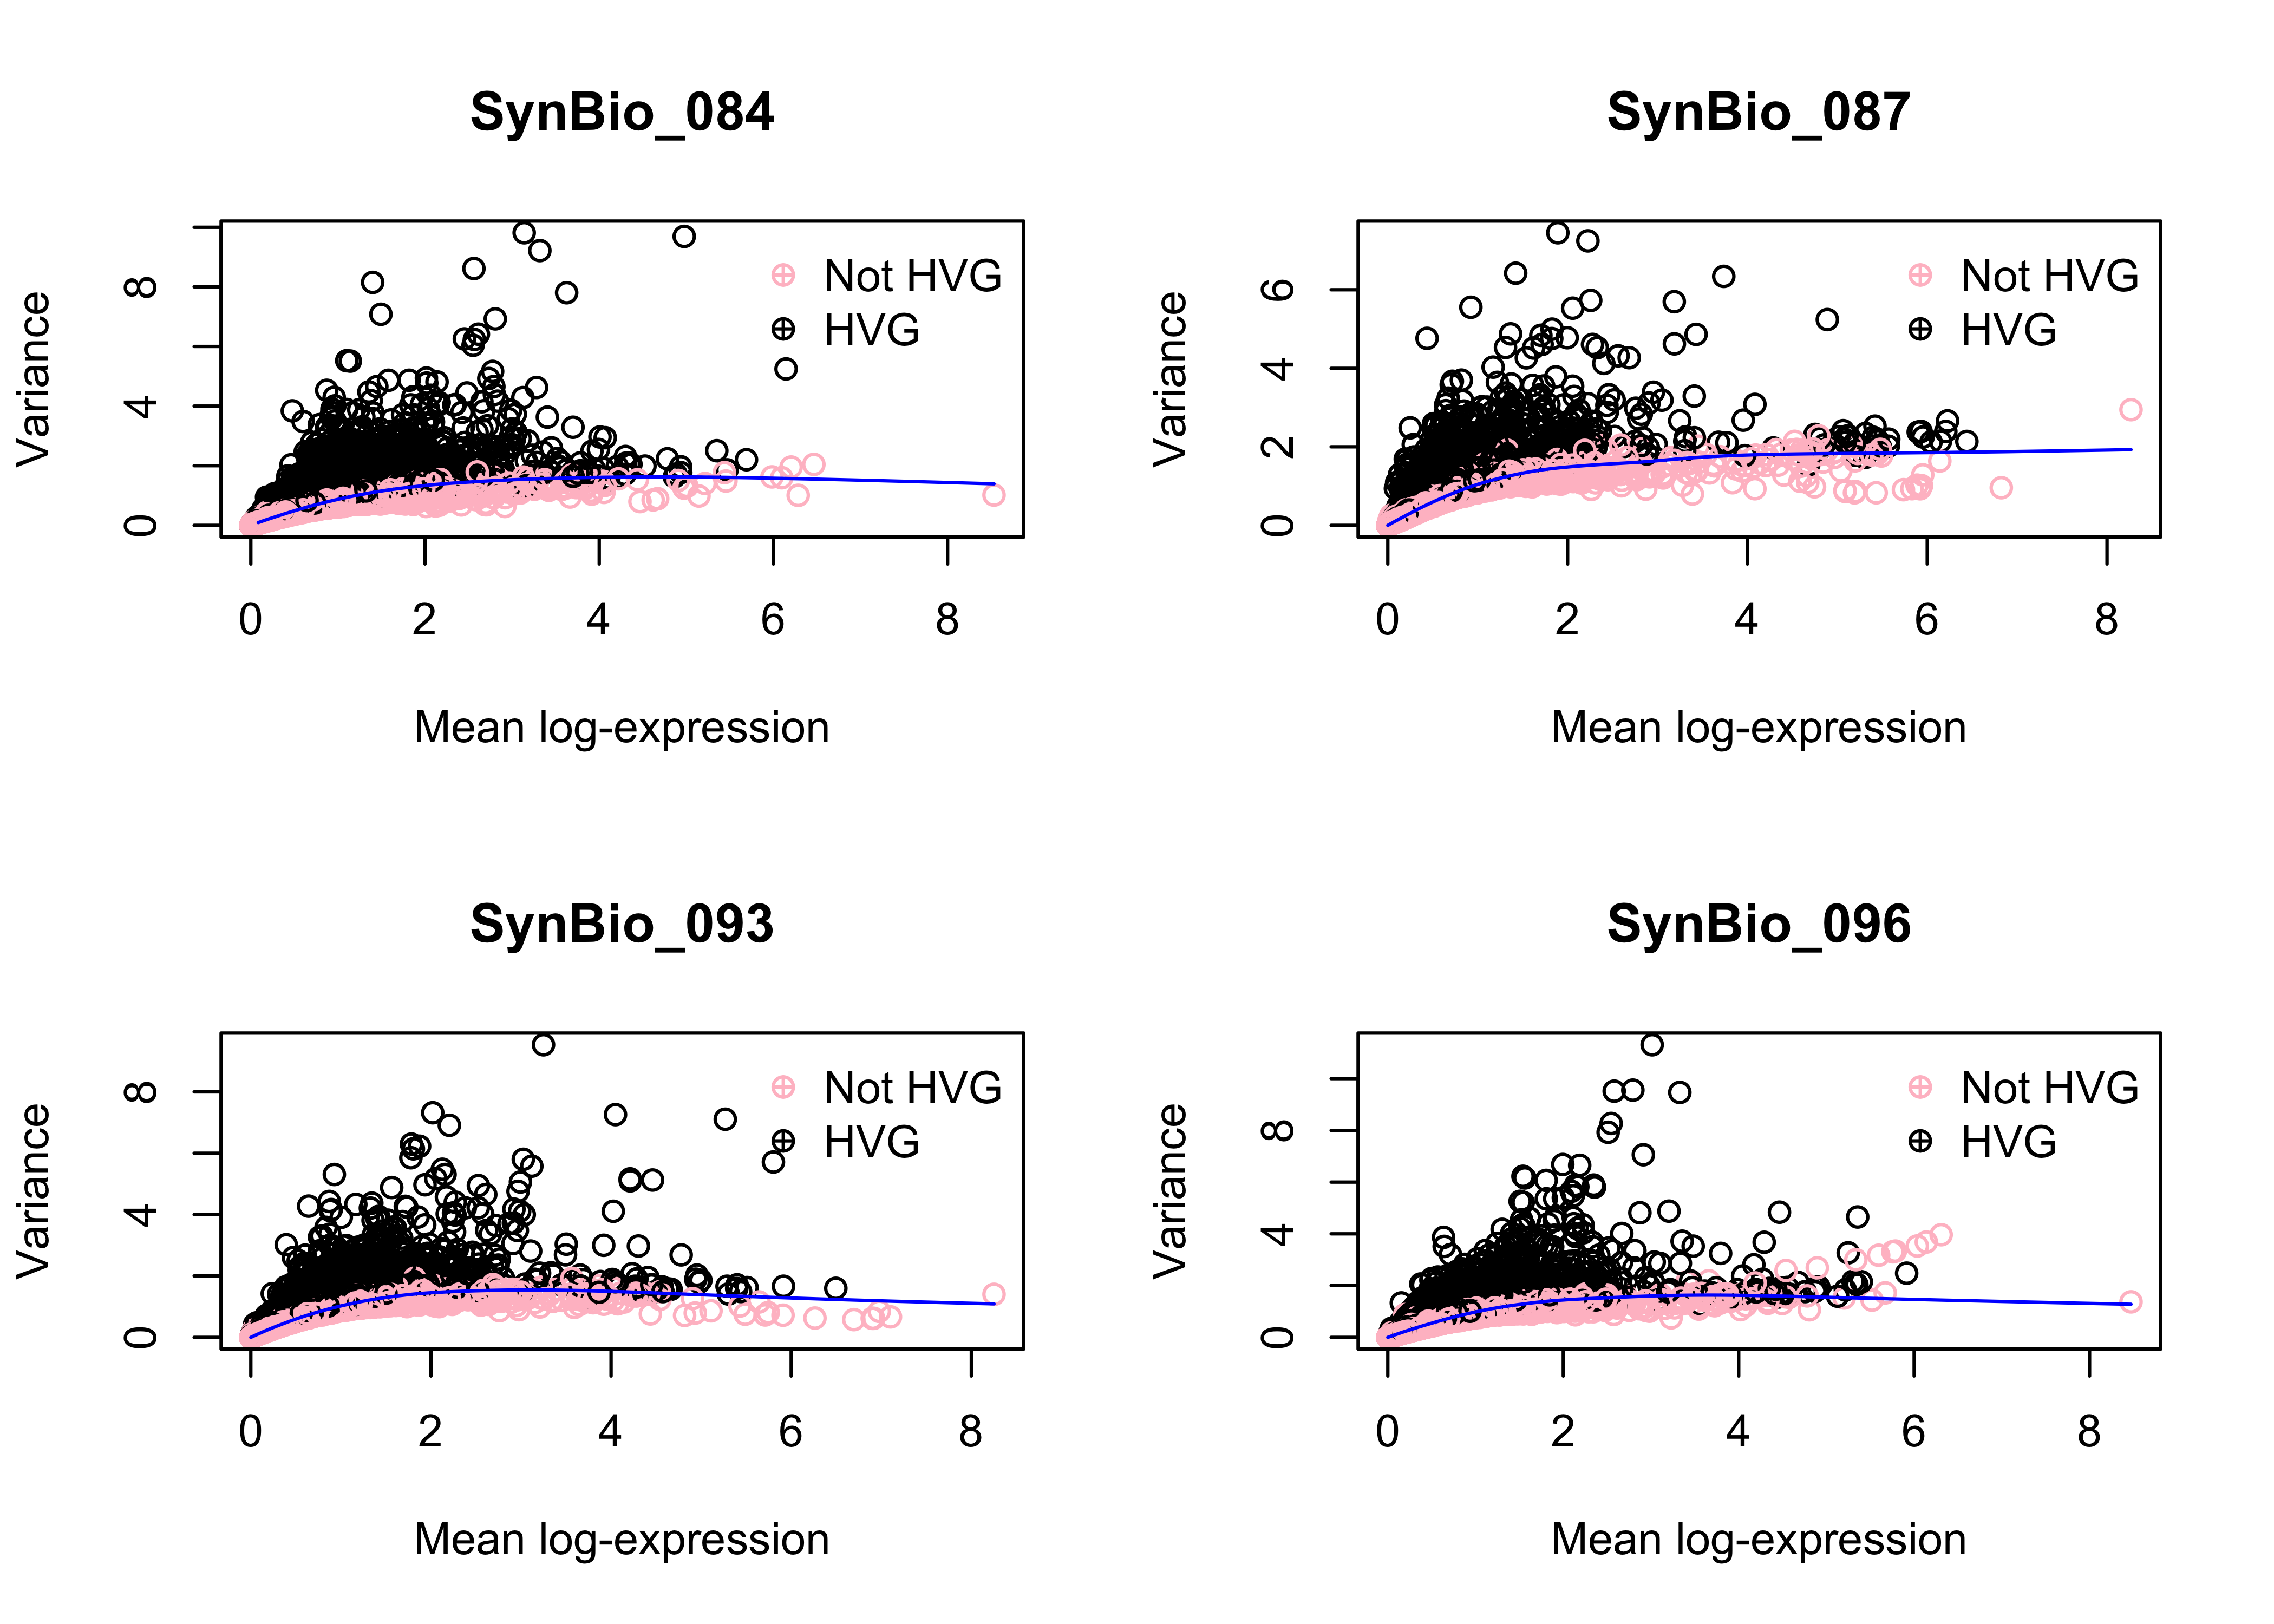 SynBio_084
Variance
8
4
0
Not HVG
HVG
0 2 4 6 8
Mean log-expression
SynBio_087
Variance
6
4
2
0
Not HVG
HVG
0 2 4 6 8
Mean log-expression
SynBio_093
Variance
8
4
0
Not HVG
HVG
0 2 4 6 8
Mean log-expression
SynBio_096
Variance
8
4
0
Not HVG
HVG
0 2 4 6 8
Mean log-expression